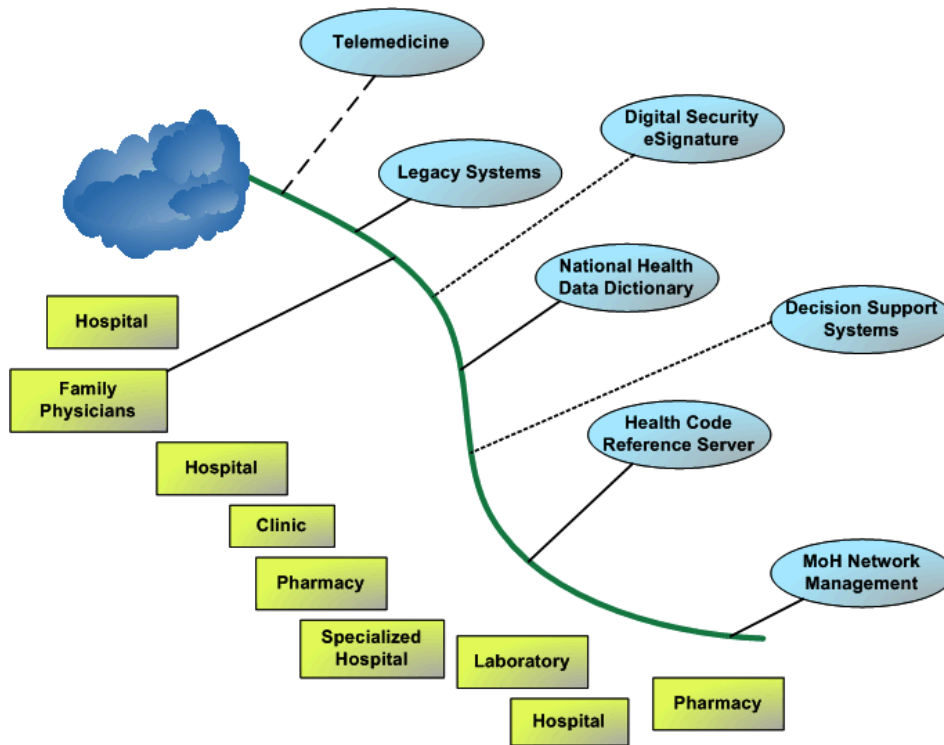 Telemedicine
Digital Security
eSignature
Legacy Systems
National Health
Data Dictionary
Decision Support
Systems
Hospital
Family
Physicians
Health Code
Reference Server
Hospital
Clinic
MoH Network
Management
Pharmacy
Specialized
Hospital
Laboratory
Pharmacy
Hospital